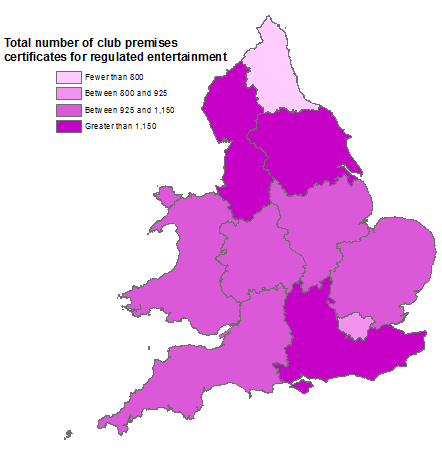 Total number of club premises
certificates for regulated entertainment
Fewer than 800
Between 800 and 925
Between 925 and 1,150
Greater than 1,150